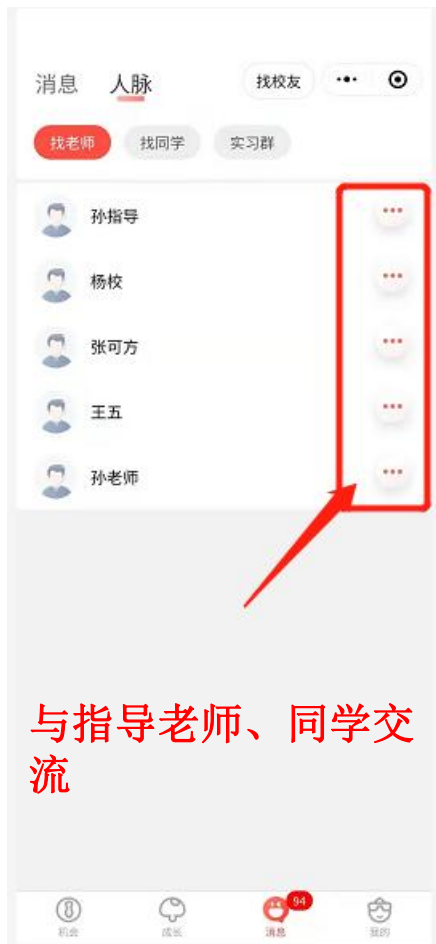 消息 人脉 找校友
找老师 找同学 实习群
孙指导
杨校
张可方
王五
孙老师
与指导老师、同学交
流
94
机会 成长 消息 我的